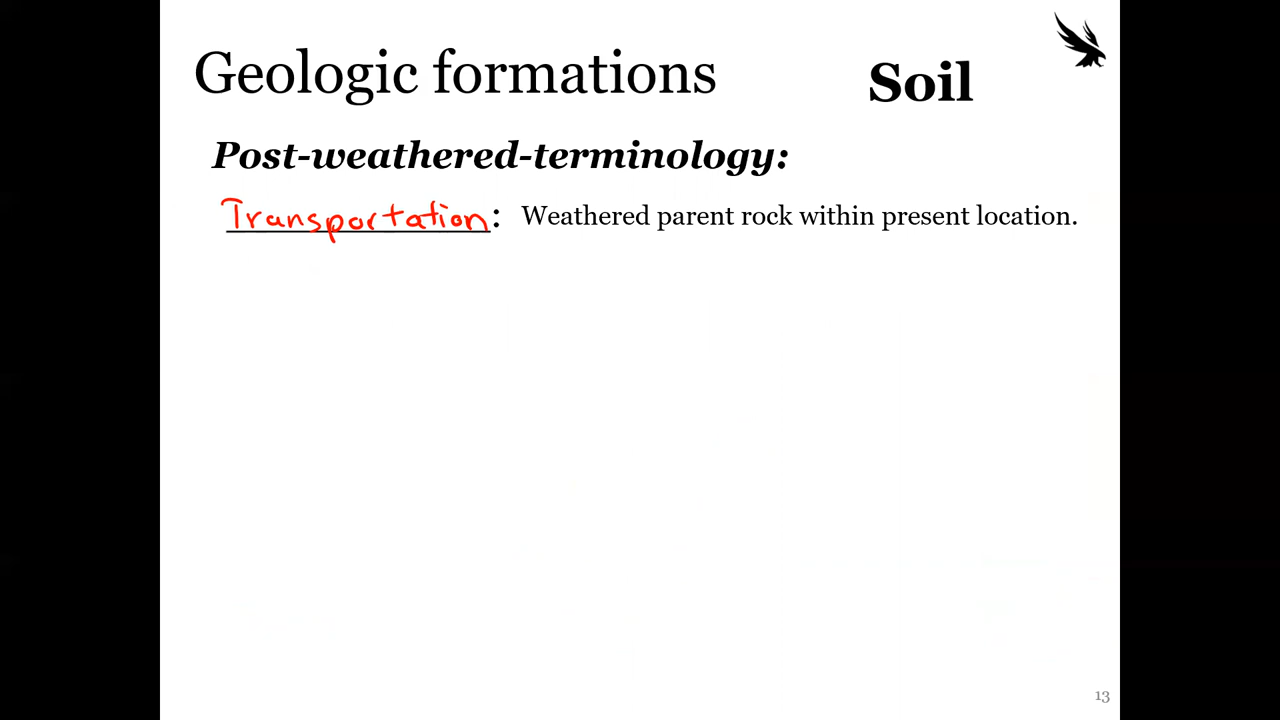 Geologic formations
Soil
Post-weathered-terminology:
Transportation: Weathered parent rock within present location.
13